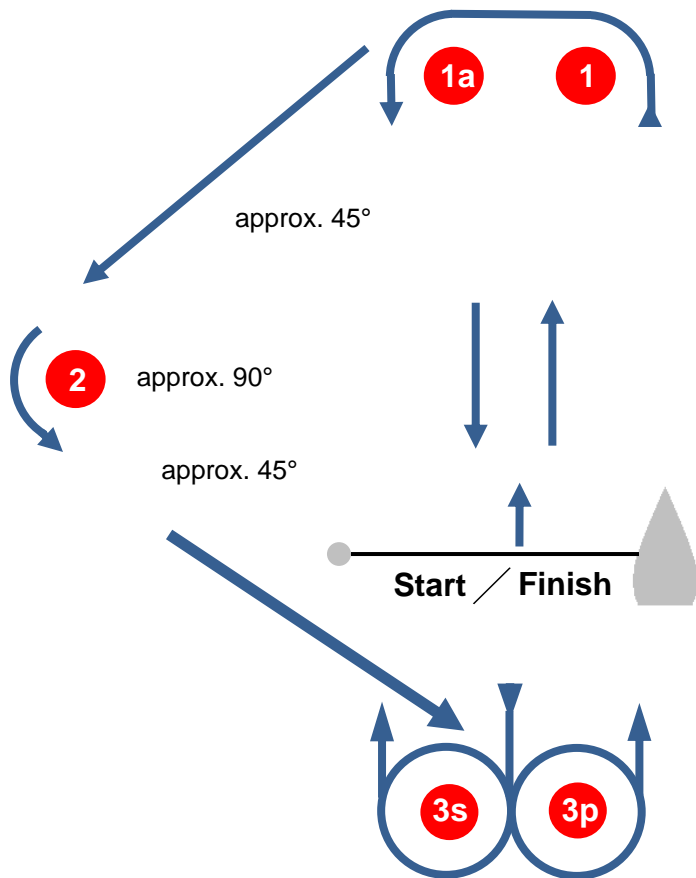 1a 1
approx. 45°
2 approx. 90°
approx. 45°
Start / Finish
3s 3p